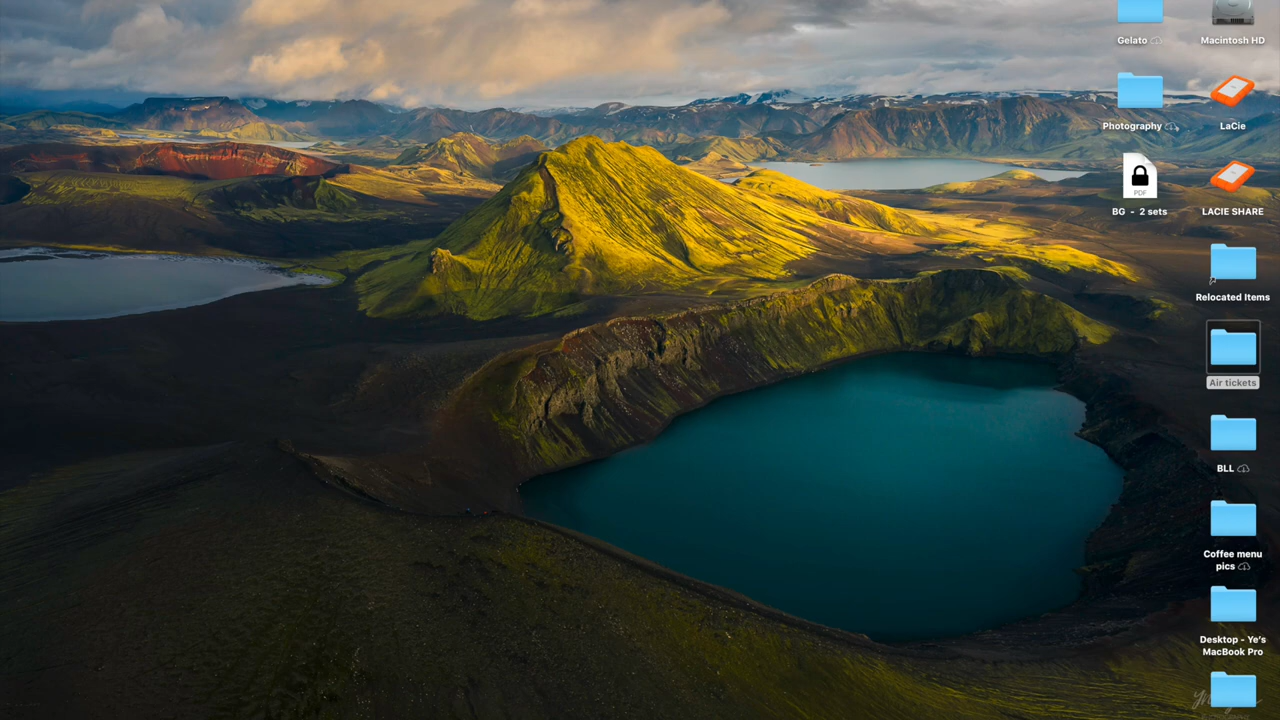 Gelato
Macintosh HD
Photography
LaCie
PDF
BG - 2 sets
LACIE SHARE
Relocated Items
Air tickets
BLL
Coffee menu
pics
Desktop - Ye's
MacBook Pro